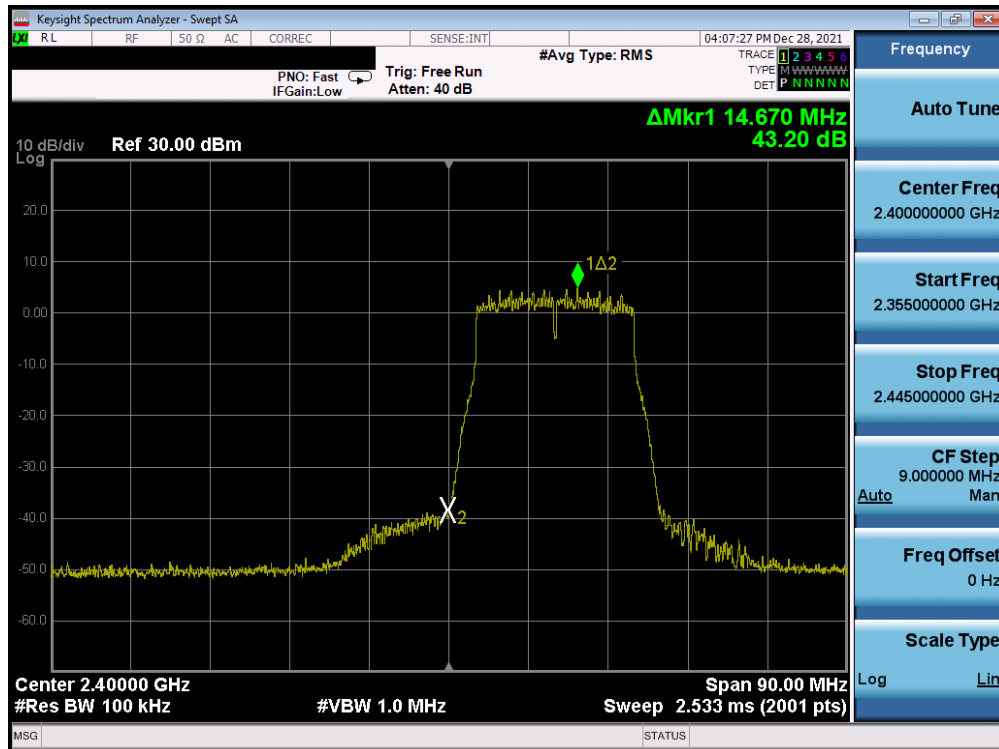 Keysight Spectrum Analyzer - Swept SA
LXI RL RF 50 Ω AC CORREC SENSE:INT 04:07:27 PM Dec 28, 2021
#Avg Type: RMS
TRACE 1 2 3 4 5 6
TYPE M W W W W W
DET P N N N N N
PNO: Fast
IFGain:Low
Trig: Free Run
Atten: 40 dB
ΔMkr1 14.670 MHz
43.20 dB
10 dB/div
Log
Ref 30.00 dBm
20.0
10.0
0.00
-10.0
-20.0
-30.0
-40.0
-50.0
-60.0
1Δ2
X2
Center 2.40000 GHz
Span 90.00 MHz
#Res BW 100 kHz
#VBW 1.0 MHz
Sweep 2.533 ms (2001 pts)
MSG
STATUS
Frequency
Auto Tune
Center Freq
2.400000000 GHz
Start Freq
2.355000000 GHz
Stop Freq
2.445000000 GHz
CF Step
9.000000 MHz
Auto Man
Freq Offset
0 Hz
Scale Type
Log Lin